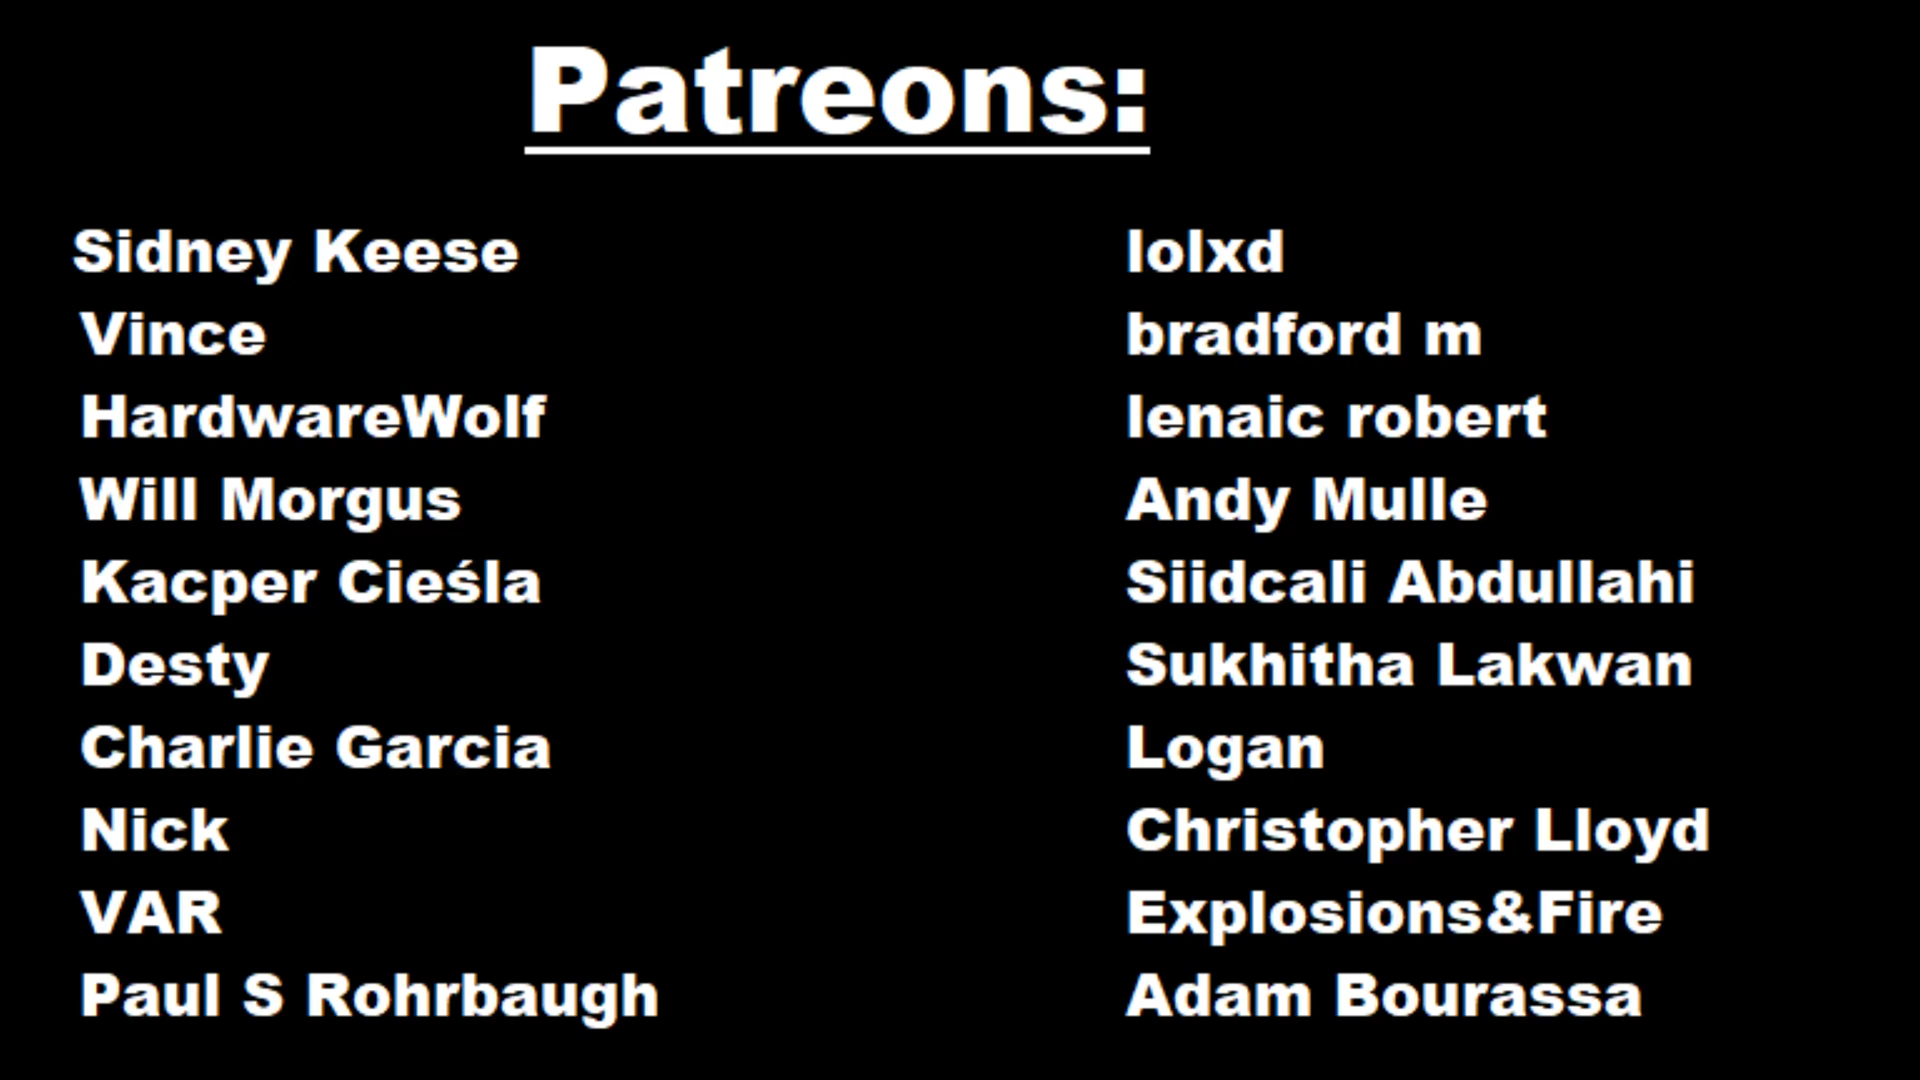 Patreons:
Sidney Keese
Vince
HardwareWolf
Will Morgus
Kacper Cieśla
Desty
Charlie Garcia
Nick
VAR
Paul S Rohrbaugh
lolxd
bradford m
lenaic robert
Andy Mulle
Siidcali Abdullahi
Sukhitha Lakwan
Logan
Christopher Lloyd
Explosions&Fire
Adam Bourassa